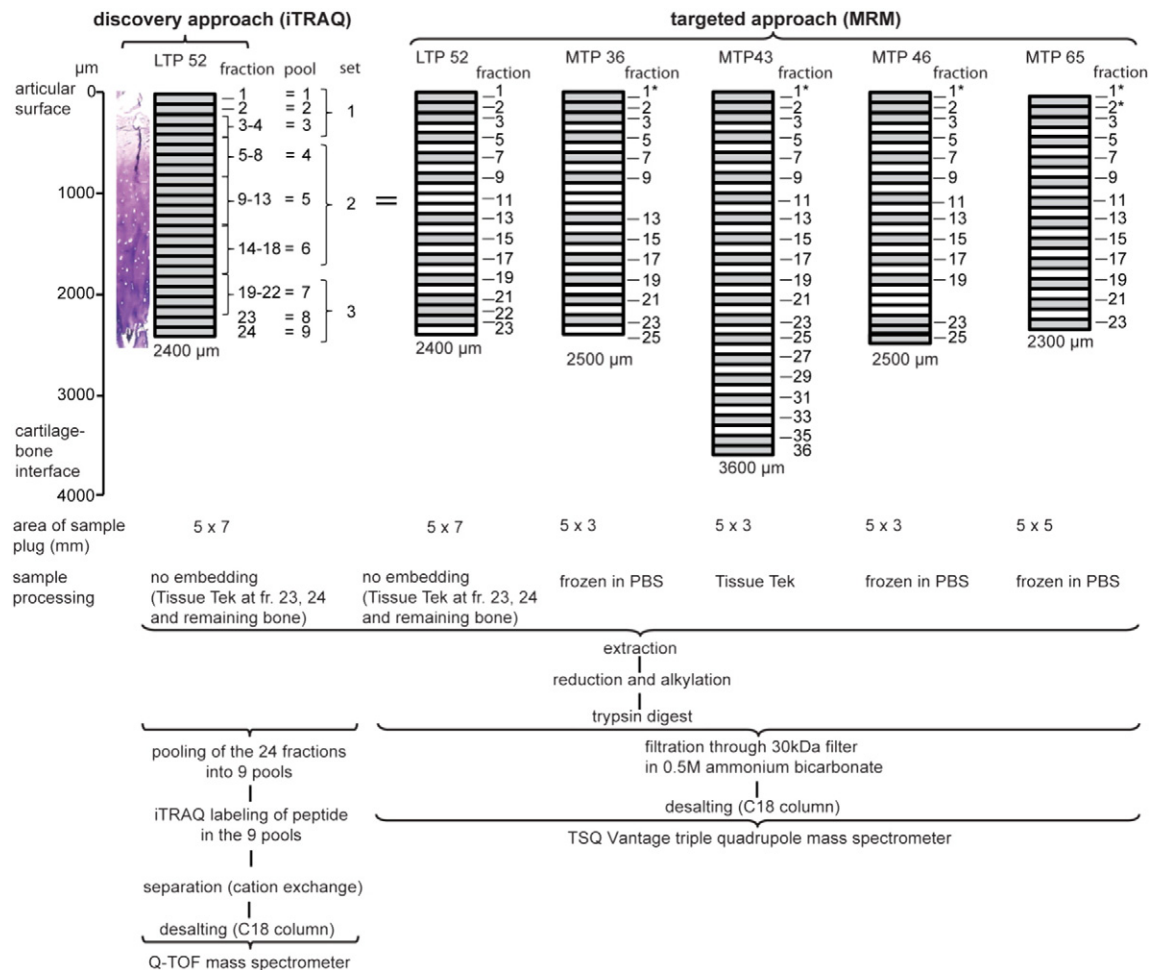 discovery approach (iTRAQ)
targeted approach (MRM)
µm
LTP 52
fraction
pool
set
LTP 52
fraction
MTP 36
fraction
MTP43
fraction
MTP 46
fraction
MTP 65
fraction
articular
surface
0
1000
2000
3000
4000
cartilage-
bone
interface
1 = 1
2 = 2
3-4 = 3
5-8 = 4
9-13 = 5
14-18 = 6
19-22 = 7
23 = 8
24 = 9
1
2
3
2400 µm
=
1
2
3
5
7
9
11
13
15
17
19
21
22
23
2400 µm
1*
2
3
5
7
9
13
15
17
19
21
23
25
2500 µm
1*
2
3
5
7
9
11
13
15
17
19
21
23
25
27
29
31
33
35
36
3600 µm
1*
2
3
5
7
9
11
13
15
17
19
23
25
2500 µm
1*
2*
3
5
7
9
11
13
15
17
19
21
23
2300 µm
area of sample
plug (mm)
5 x 7
5 x 7
5 x 3
5 x 3
5 x 3
5 x 5
sample
processing
no embedding
(Tissue Tek at fr. 23, 24
and remaining bone)
no embedding
(Tissue Tek at fr. 23, 24
and remaining bone)
frozen in PBS
Tissue Tek
frozen in PBS
frozen in PBS
extraction
reduction and alkylation
trypsin digest
pooling of the 24 fractions
into 9 pools
iTRAQ labeling of peptide
in the 9 pools
separation (cation exchange)
desalting (C18 column)
Q-TOF mass spectrometer
filtration through 30kDa filter
in 0.5M ammonium bicarbonate
desalting (C18 column)
TSQ Vantage triple quadrupole mass spectrometer